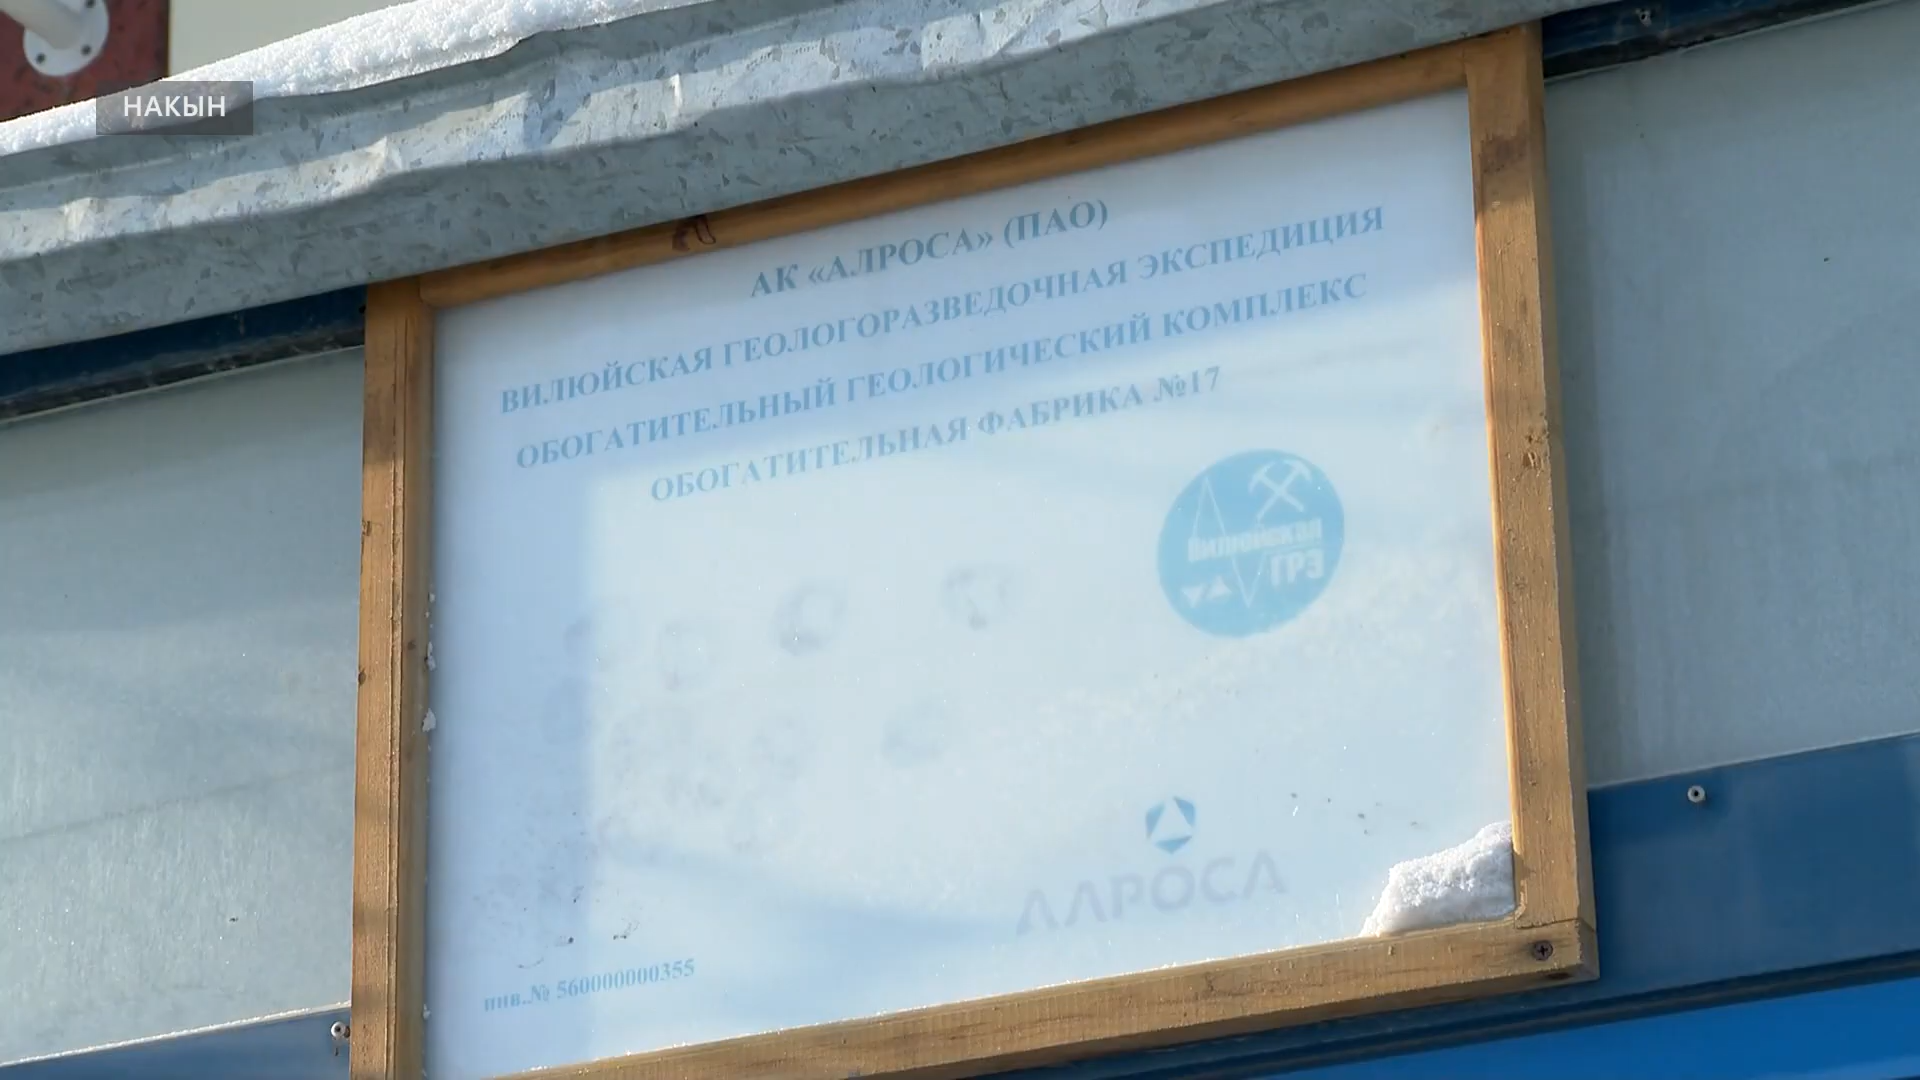 НАКЫН
АК «АЛРОСА» (ПАО)
ВИЛЮЙСКАЯ ГЕОЛОГОРАЗВЕДОЧНАЯ ЭКСПЕДИЦИЯ
ОБОГАТИТЕЛЬНЫЙ ГЕОЛОГИЧЕСКИЙ КОМПЛЕКС
ОБОГАТИТЕЛЬНАЯ ФАБРИКА №17
Вилюйская
ГРЭ
АЛРОСА
инв.№ 560000000355